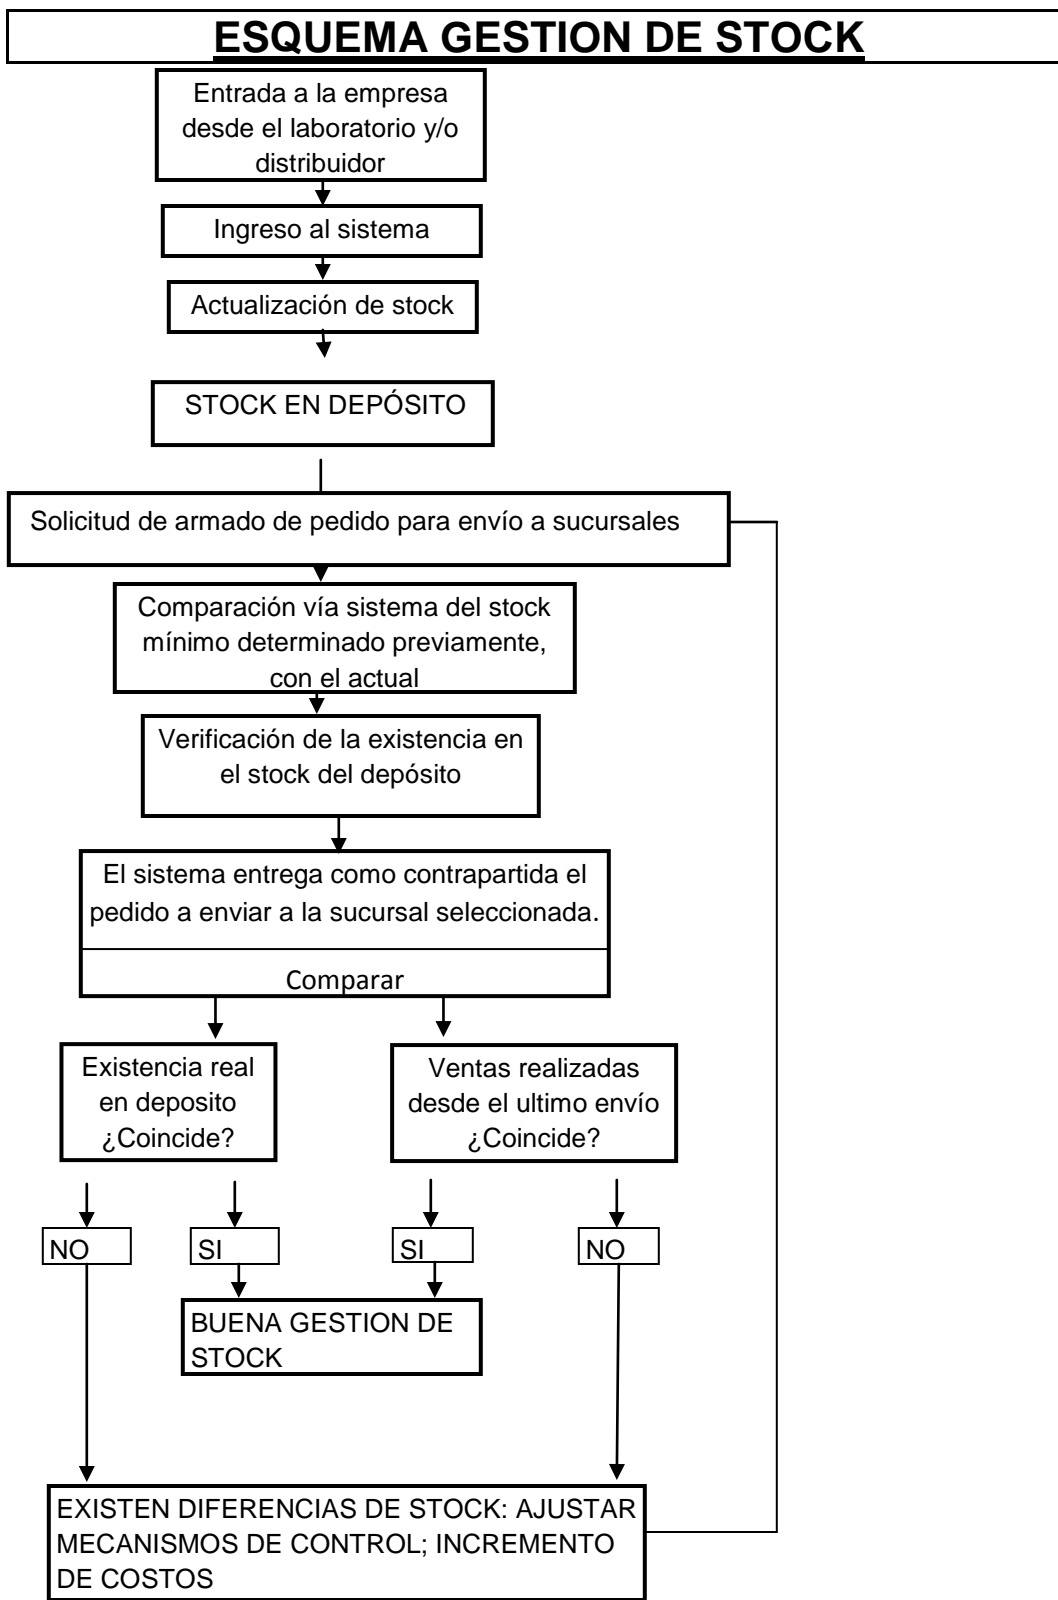 ESQUEMA GESTION DE STOCK
Entrada a la empresa
desde el laboratorio y/o
distribuidor
Ingreso al sistema
Actualización de stock
STOCK EN DEPÓSITO
Solicitud de armado de pedido para envío a sucursales
Comparación vía sistema del stock
mínimo determinado previamente,
con el actual
Verificación de la existencia en
el stock del depósito
El sistema entrega como contrapartida el
pedido a enviar a la sucursal seleccionada.
Comparar
Existencia real
en deposito
¿Coincide?
Ventas realizadas
desde el ultimo envío
¿Coincide?
NO
SI
SI
NO
BUENA GESTION DE
STOCK
EXISTEN DIFERENCIAS DE STOCK: AJUSTAR
MECANISMOS DE CONTROL; INCREMENTO
DE COSTOS